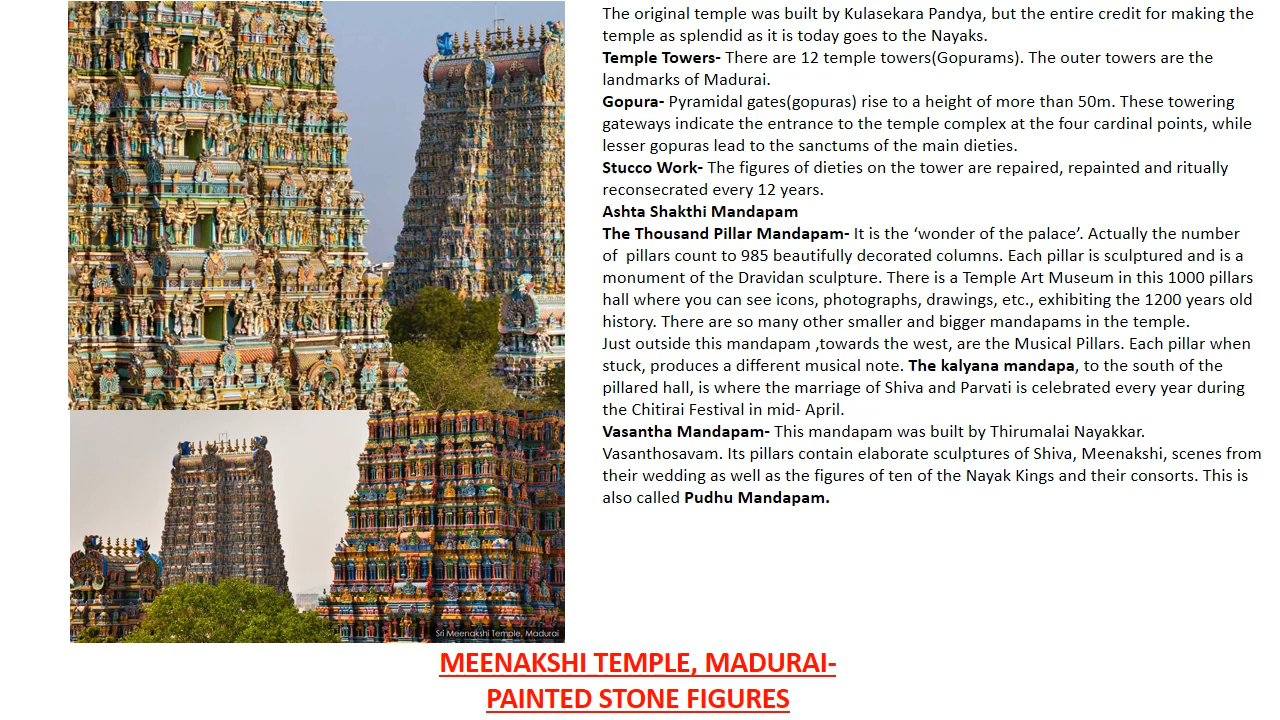 The original temple was built by Kulasekara Pandya, but the entire credit for making the
temple as splendid as it is today goes to the Nayaks.
Temple Towers- There are 12 temple towers(Gopurams). The outer towers are the
landmarks of Madurai.
Gopura- Pyramidal gates(gopuras) rise to a height of more than 50m. These towering
gateways indicate the entrance to the temple complex at the four cardinal points, while
lesser gopuras lead to the sanctums of the main dieties.
Stucco Work- The figures of dieties on the tower are repaired, repainted and ritually
reconsecrated every 12 years.
Ashta Shakthi Mandapam
The Thousand Pillar Mandapam- It is the ‘wonder of the palace’. Actually the number
of  pillars count to 985 beautifully decorated columns. Each pillar is sculptured and is a
monument of the Dravidan sculpture. There is a Temple Art Museum in this 1000 pillars
hall where you can see icons, photographs, drawings, etc., exhibiting the 1200 years old
history. There are so many other smaller and bigger mandapams in the temple.
Just outside this mandapam ,towards the west, are the Musical Pillars. Each pillar when
stuck, produces a different musical note. The kalyana mandapa, to the south of the
pillared hall, is where the marriage of Shiva and Parvati is celebrated every year during
the Chitirai Festival in mid- April.
Vasantha Mandapam- This mandapam was built by Thirumalai Nayakkar.
Vasanthosavam. Its pillars contain elaborate sculptures of Shiva, Meenakshi, scenes from
their wedding as well as the figures of ten of the Nayak Kings and their consorts. This is
also called Pudhu Mandapam.
Sri Meenakshi Temple, Madurai
MEENAKSHI TEMPLE, MADURAI-
PAINTED STONE FIGURES